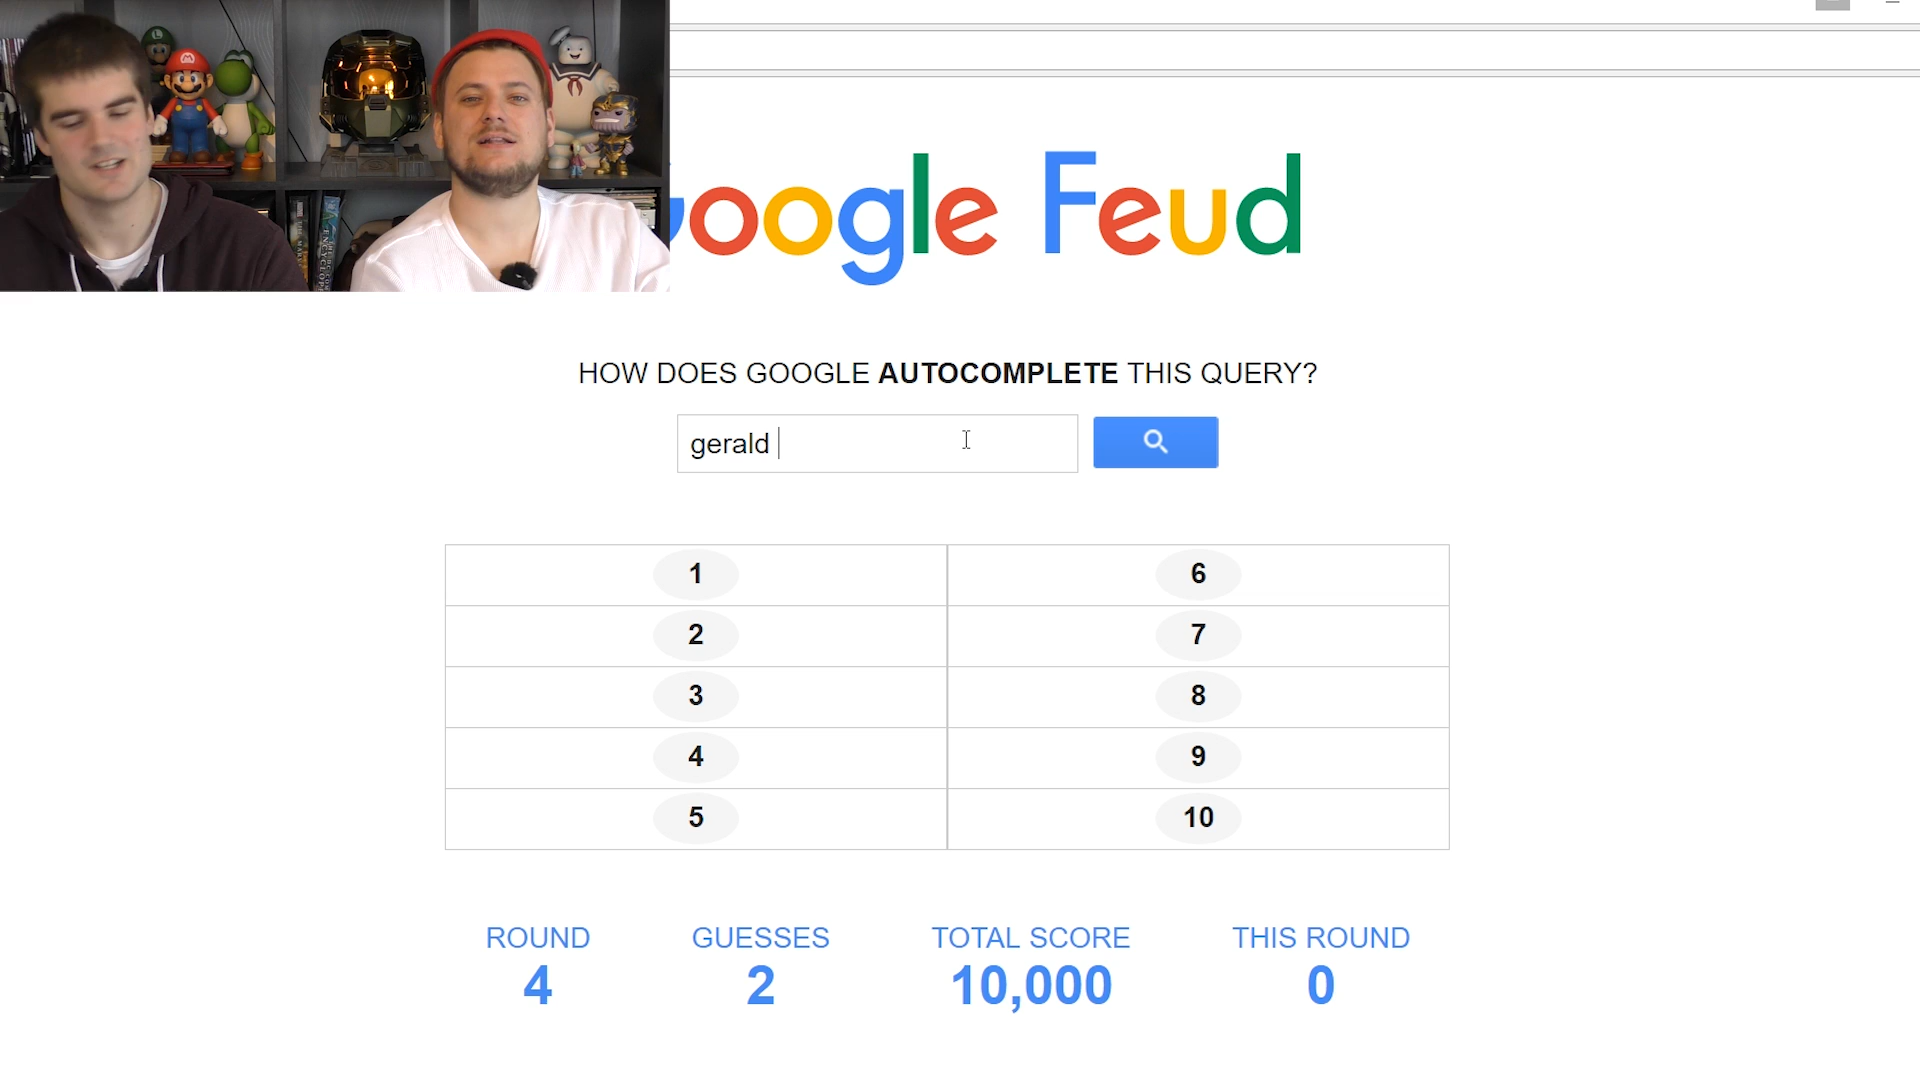 oogle Feud
HOW DOES GOOGLE AUTOCOMPLETE THIS QUERY?
gerald
1
6
2
7
3
8
4
9
5
10
ROUND
GUESSES
TOTAL SCORE
THIS ROUND
4
2
10,000
0